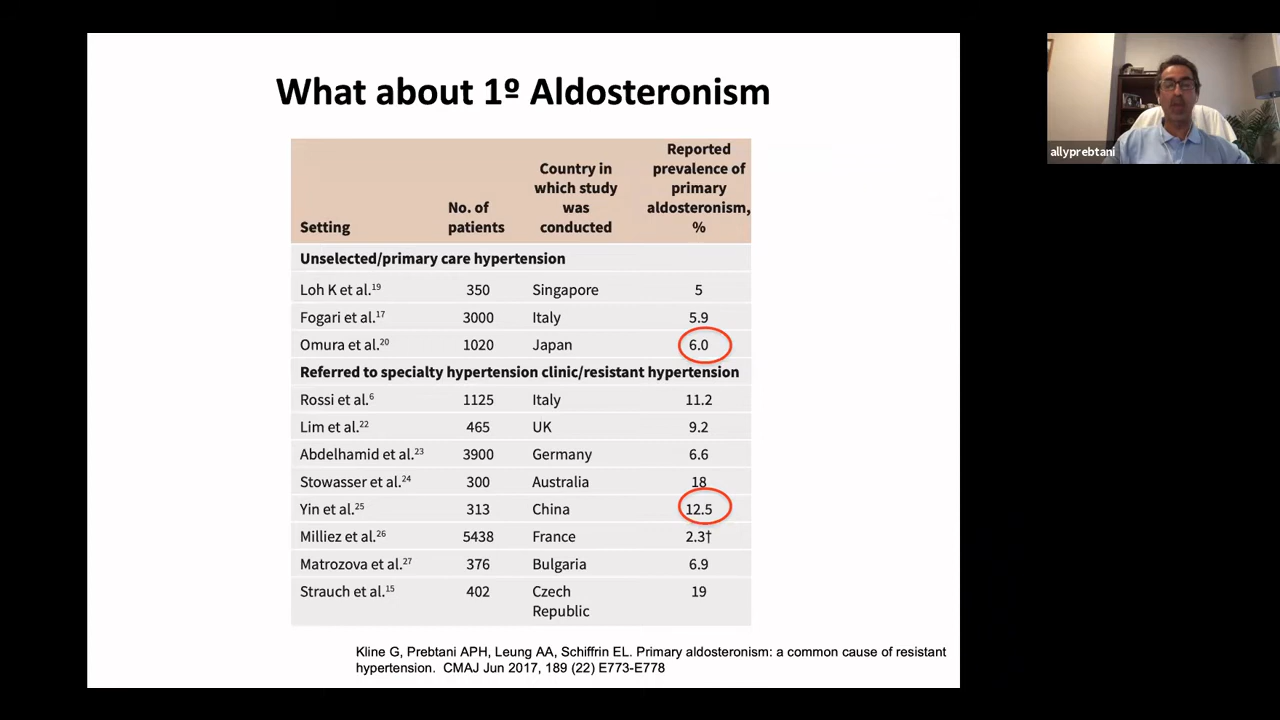 What about 1º Aldosteronism
Setting No. of patients Country in which study was conducted Reported prevalence of primary aldosteronism, %
Unselected/primary care hypertension
Loh K et al.19 350 Singapore 5
Fogari et al.17 3000 Italy 5.9
Omura et al.20 1020 Japan 6.0
Referred to specialty hypertension clinic/resistant hypertension
Rossi et al.6 1125 Italy 11.2
Lim et al.22 465 UK 9.2
Abdelhamid et al.23 3900 Germany 6.6
Stowasser et al.24 300 Australia 18
Yin et al.25 313 China 12.5
Milliez et al.26 5438 France 2.3†
Matrozova et al.27 376 Bulgaria 6.9
Strauch et al.15 402 Czech Republic 19
Kline G, Prebtani APH, Leung AA, Schiffrin EL. Primary aldosteronism: a common cause of resistant
hypertension. CMAJ Jun 2017, 189 (22) E773-E778
allyprebtani